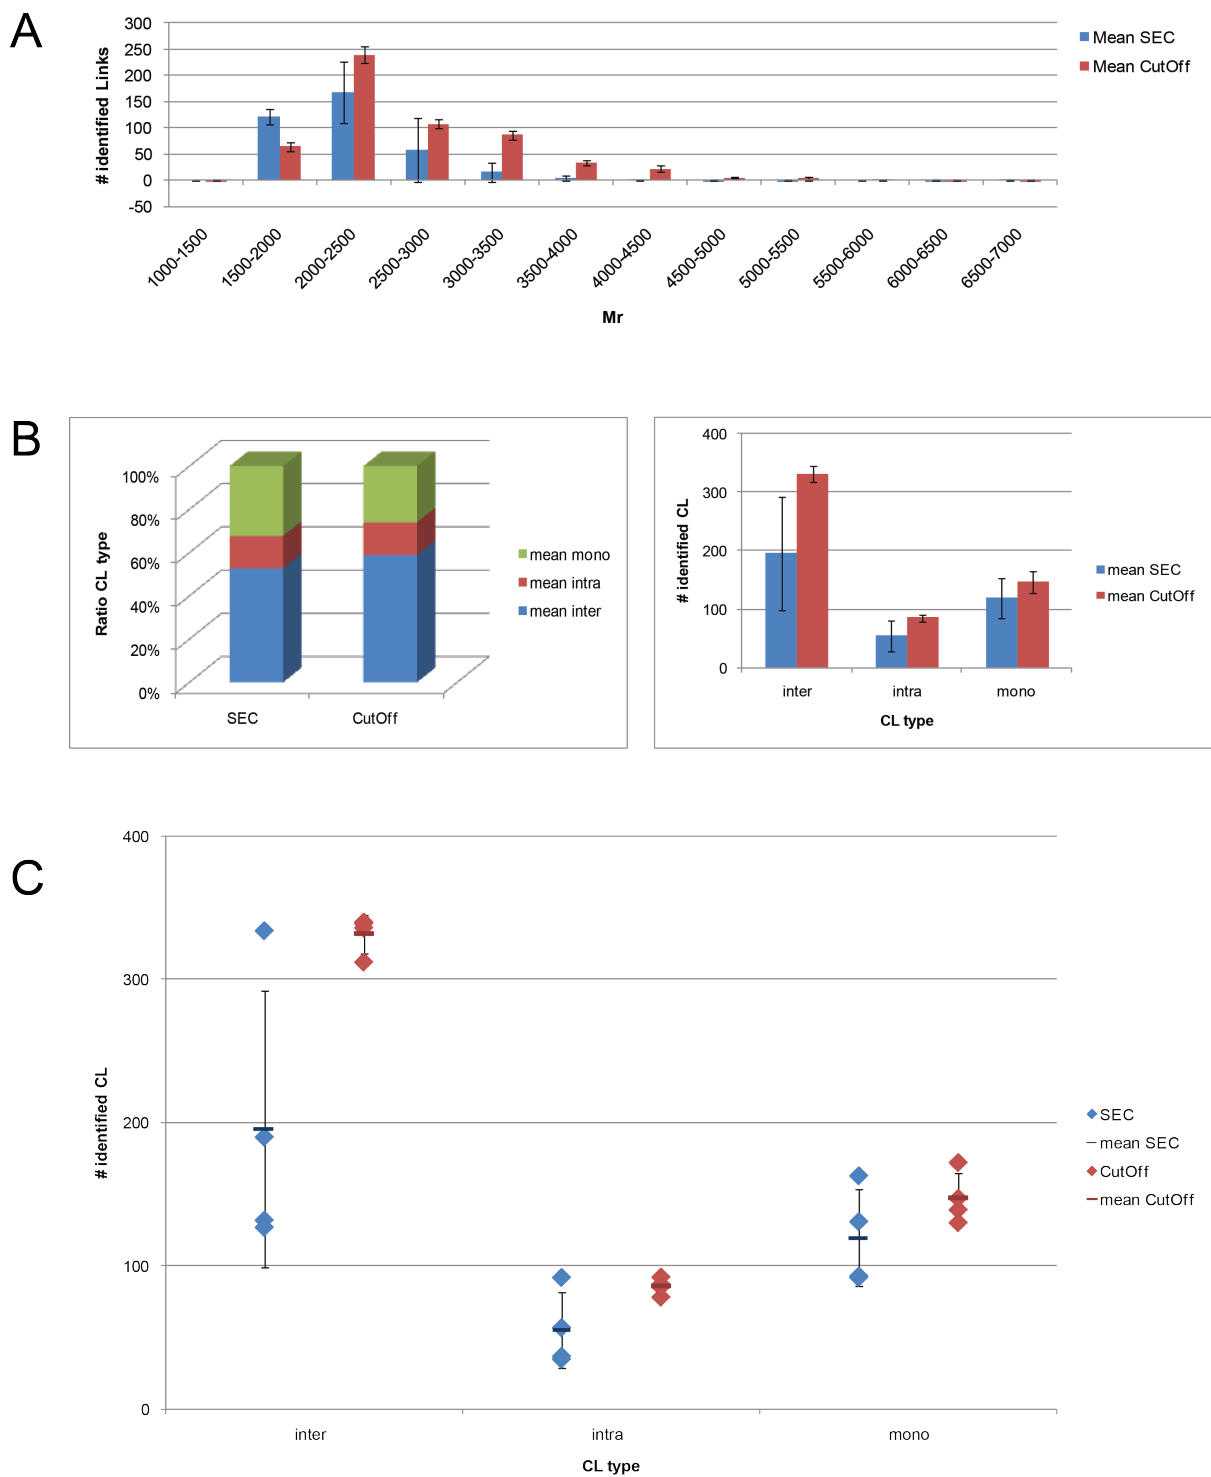 A
300
250
200
150
100
50
0
-50
# identified Links
1000-1500
1500-2000
2000-2500
2500-3000
3000-3500
3500-4000
4000-4500
4500-5000
5000-5500
5500-6000
6000-6500
6500-7000
Mr
Mean SEC
Mean CutOff
B
100%
80%
60%
40%
20%
0%
Ratio CL type
SEC
CutOff
mean mono
mean intra
mean inter
400
300
200
100
0
# identified CL
inter
intra
mono
CL type
mean SEC
mean CutOff
C
400
300
200
100
0
# identified CL
inter
intra
mono
CL type
SEC
mean SEC
CutOff
mean CutOff